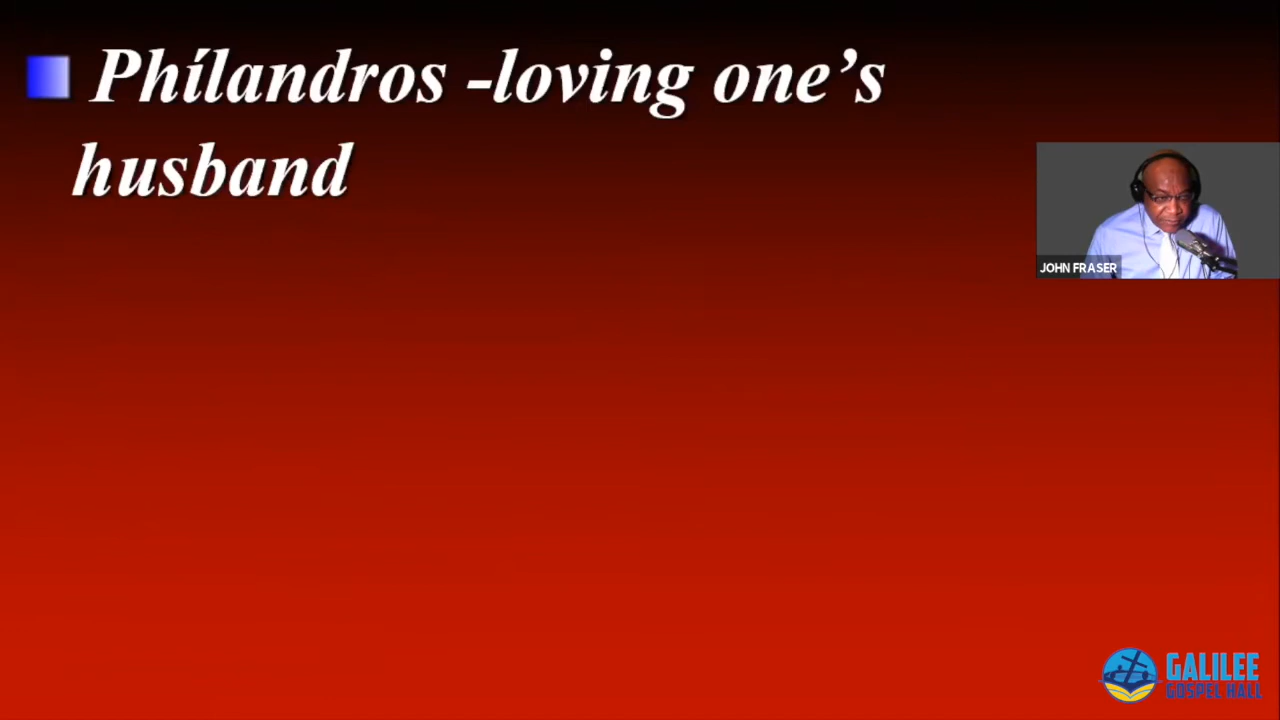 Phílandros -loving one’s
husband
JOHN FRASER
GALILEE
GOSPEL HALL